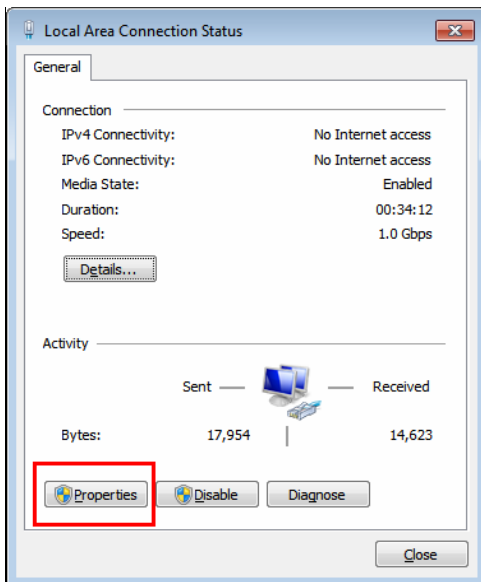 Local Area Connection Status
General
Connection
IPv4 Connectivity: No Internet access
IPv6 Connectivity: No Internet access
Media State: Enabled
Duration: 00:34:12
Speed: 1.0 Gbps
Details...
Activity
Sent Received
Bytes: 17,954 14,623
Properties Disable Diagnose
Close